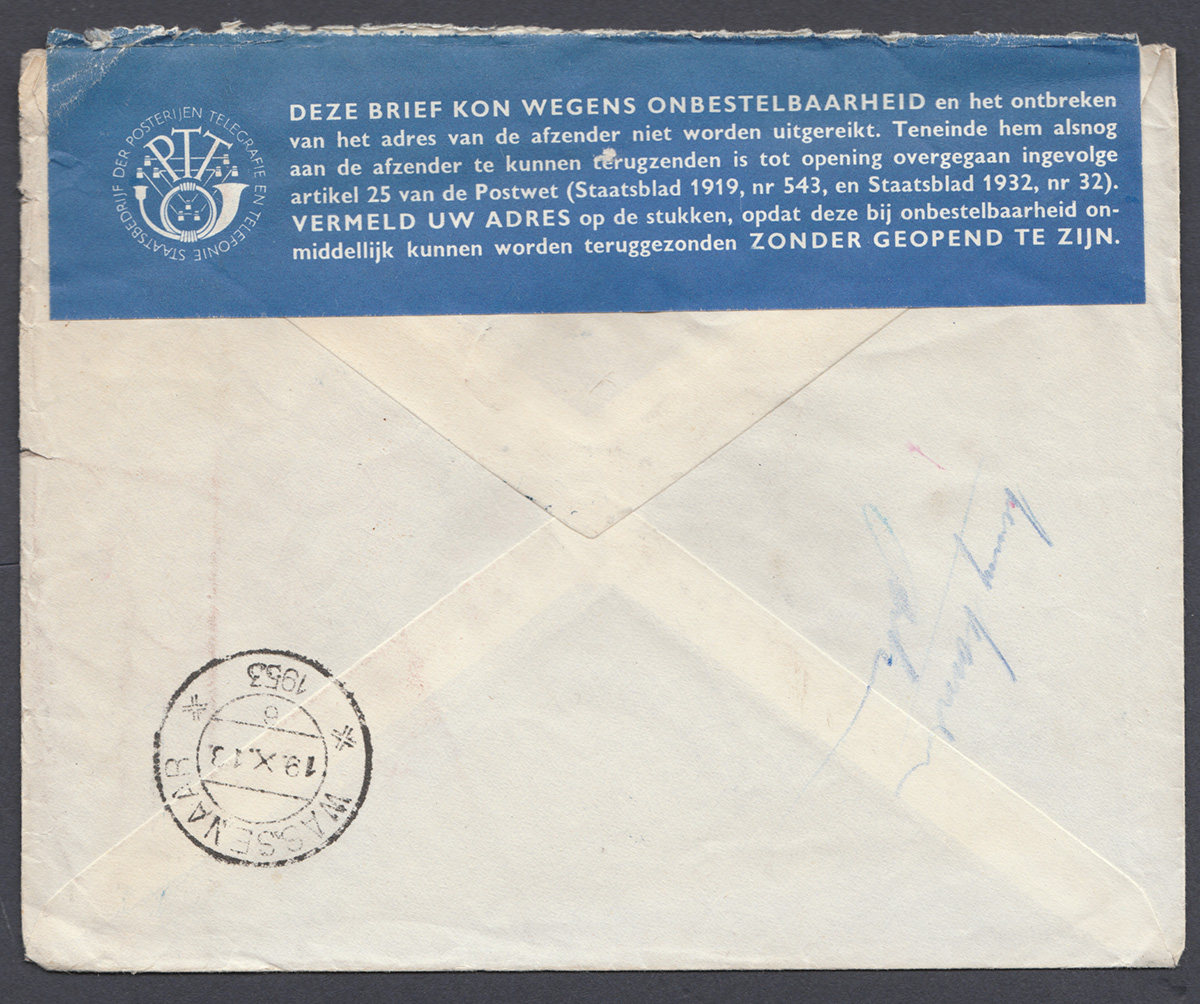 STAATSBEDRIJF DER POSTERIJEN TELEGRAFIE EN TELEFONIE
PTT
DEZE BRIEF KON WEGENS ONBESTELBAARHEID en het ontbreken
van het adres van de afzender niet worden uitgereikt. Teneinde hem alsnog
aan de afzender te kunnen terugzenden is tot opening overgegaan ingevolge
artikel 25 van de Postwet (Staatsblad 1919, nr 543, en Staatsblad 1932, nr 32).
VERMELD UW ADRES op de stukken, opdat deze bij onbestelbaarheid on-
middellijk kunnen worden teruggezonden ZONDER GEOPEND TE ZIJN.
WASSENAAR
19.X.13
6
1953